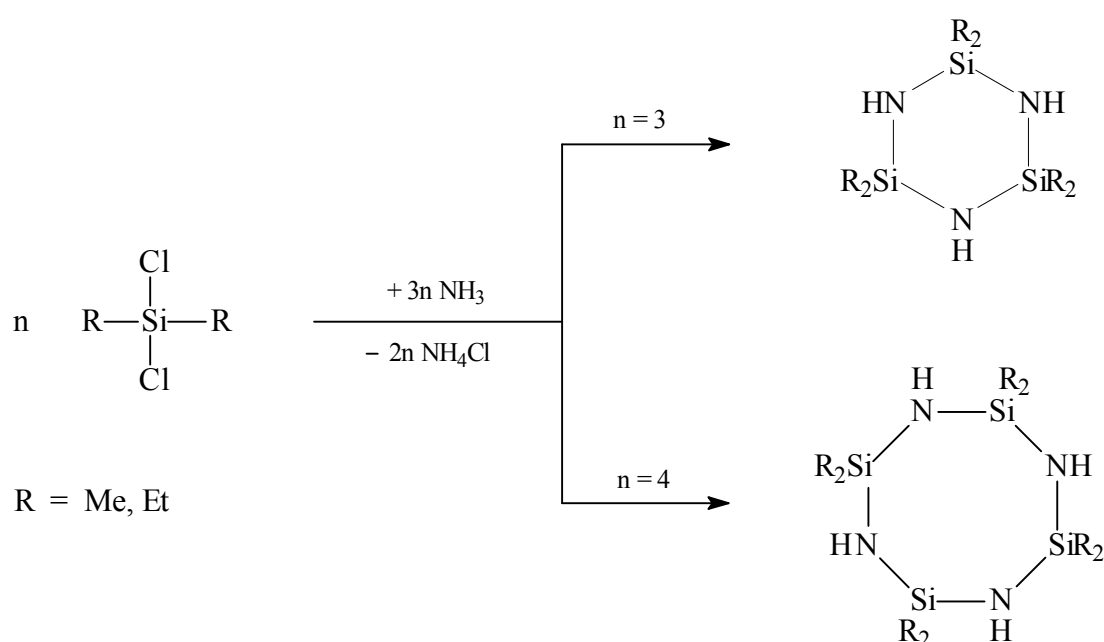 R₂
Si
HN
NH
n = 3
R₂Si
SiR₂
N
H
Cl
n
R
Si
R
Cl
+ 3n NH₃
− 2n NH₄Cl
H
N
R₂
Si
R₂Si
NH
R = Me, Et
n = 4
HN
SiR₂
Si
R₂
N
H